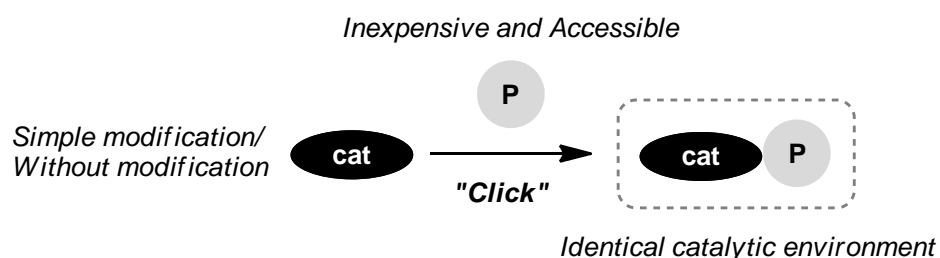 Inexpensive and Accessible
P
Simple modification/
Without modification
cat
"Click"
cat
P
Identical catalytic environment